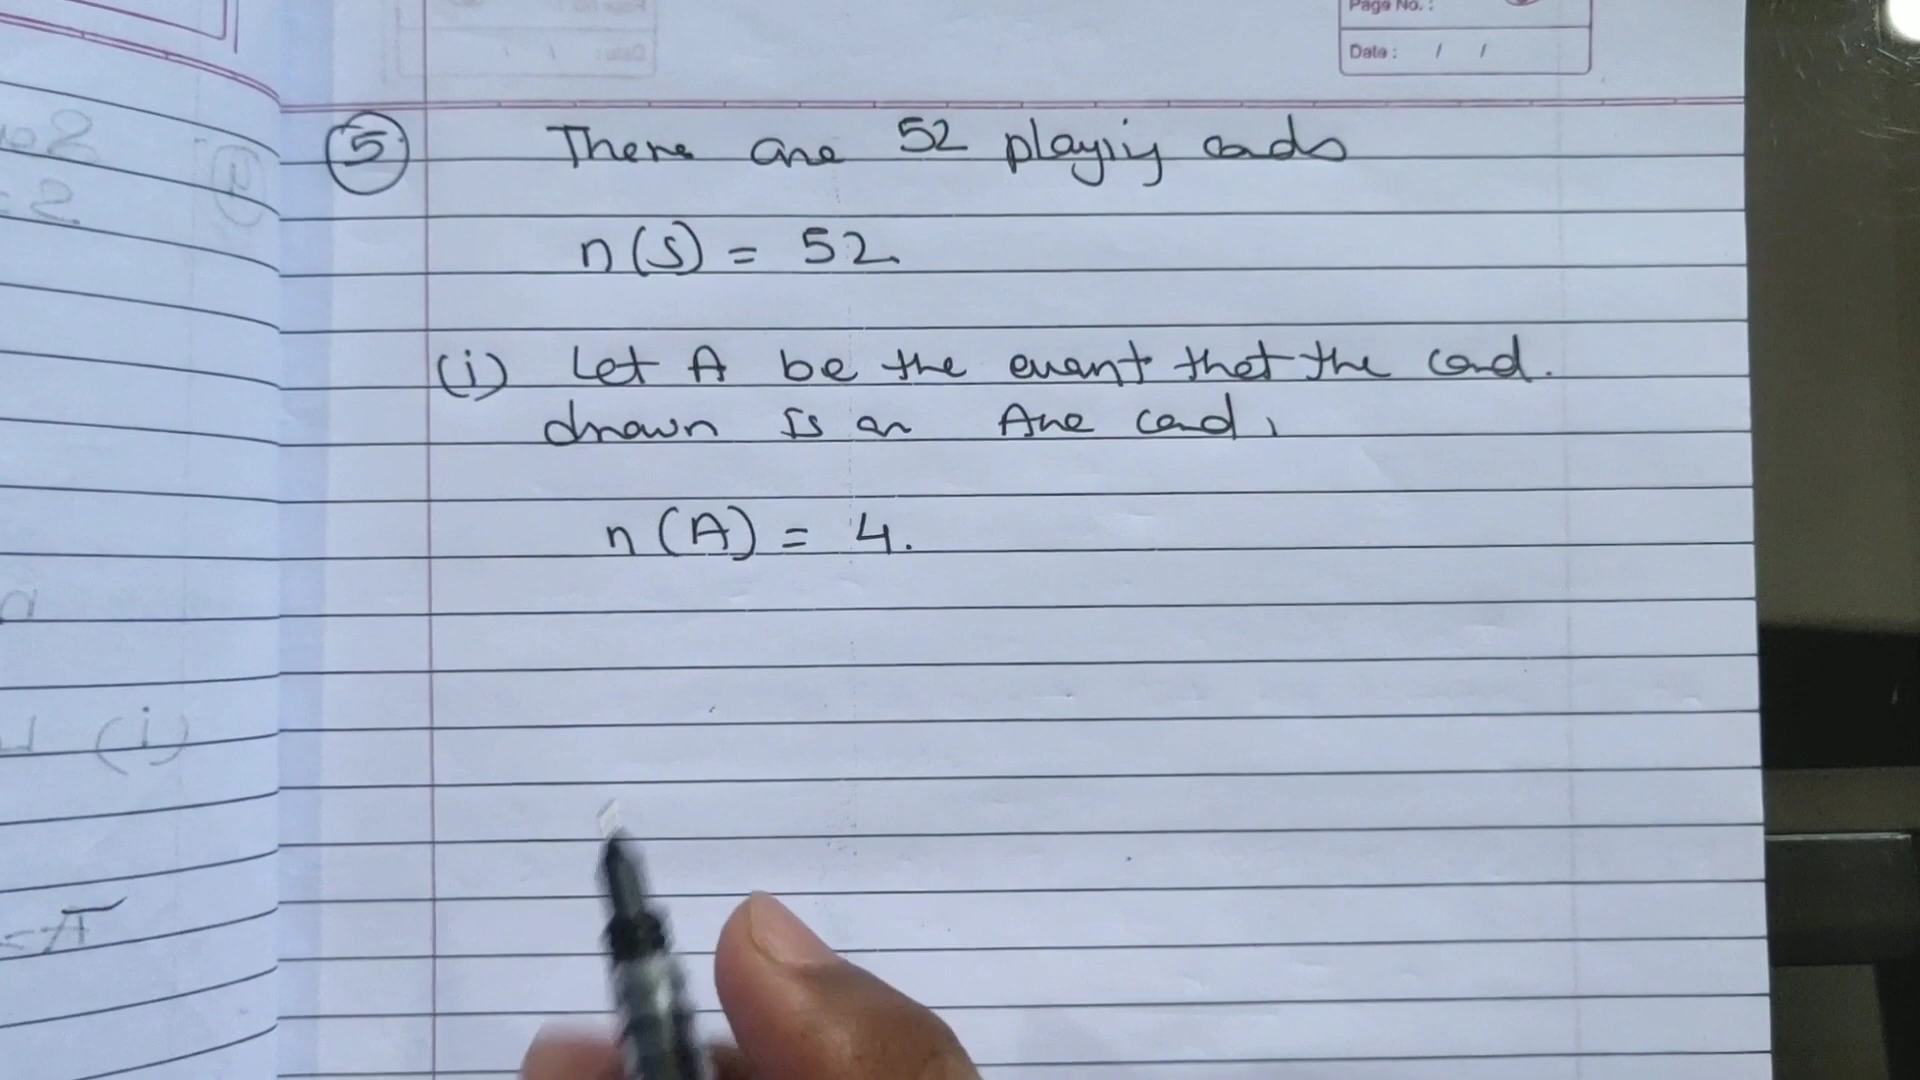 Page No. :
Date : / /
5 There are 52 playing cards
n(S) = 52.
(i) Let A be the event that the card.
drawn is an Ace card,
n(A) = 4.
(i)